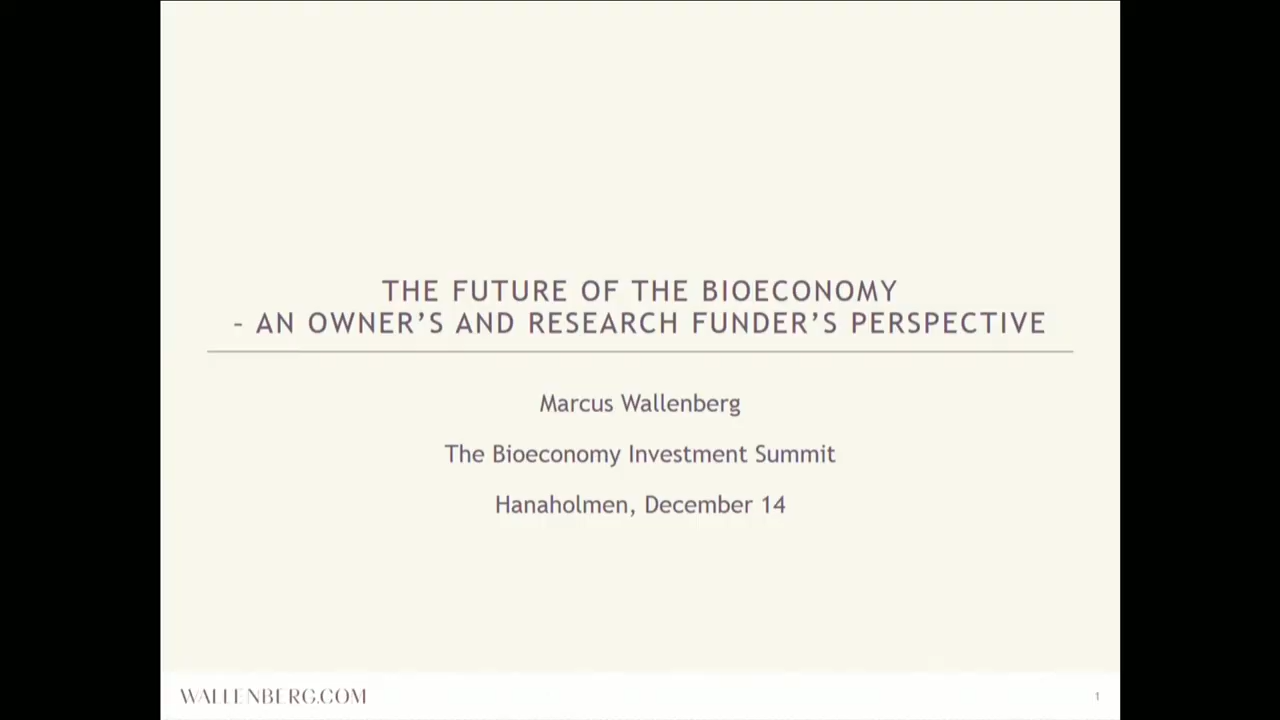 THE FUTURE OF THE BIOECONOMY
– AN OWNER’S AND RESEARCH FUNDER’S PERSPECTIVE
Marcus Wallenberg
The Bioeconomy Investment Summit
Hanaholmen, December 14
WALLENBERG.COM
1